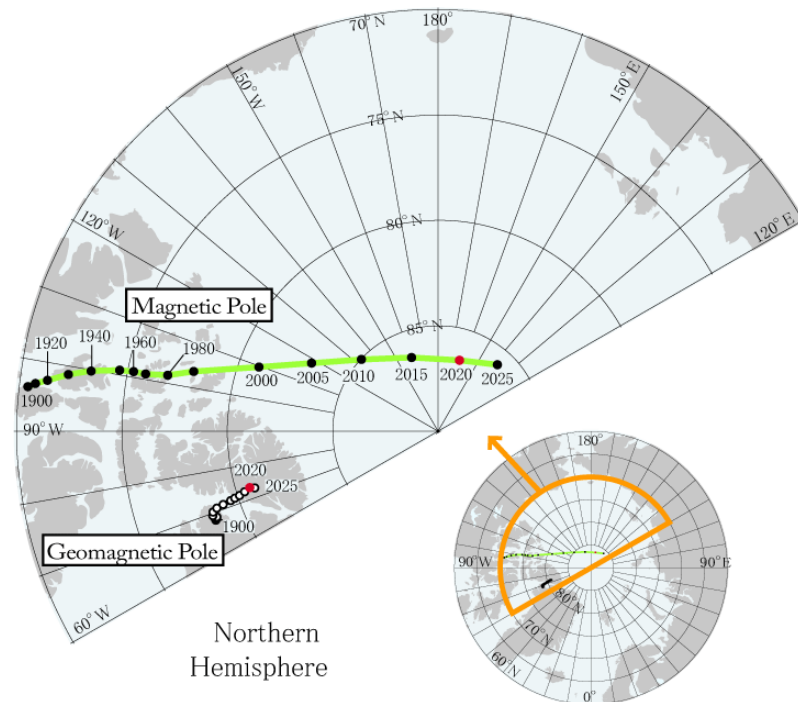 180°
70°N
150°W
150°E
75°N
120°W
80°N
120°E
Magnetic Pole
1920
1940
1960
1980
85°N
1900
2000
2005
2010
2015
2020
2025
90°W
2020
2025
1900
Geomagnetic Pole
60°W
Northern
Hemisphere
180°
90°W
90°E
80°N
70°N
60°N
0°